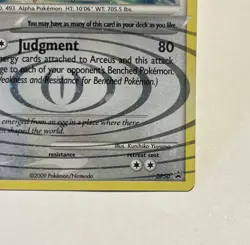 O. 493 Alpha Pokémon HT: 10'06" WT: 705.5 lbs.
You may have as many of this card in your deck as you like.
Judgment 80
ergy cards attached to Arceus and this attack
ge to each of your opponent's Benched Pokémon.
eakness and Resistance for Benched Pokémon.)
emerged from an egg in a place where there
en shaped the world.
Illus. Kunihiko Yuyama
resistance
retreat cost
©2009 Pokémon/Nintendo
DP50